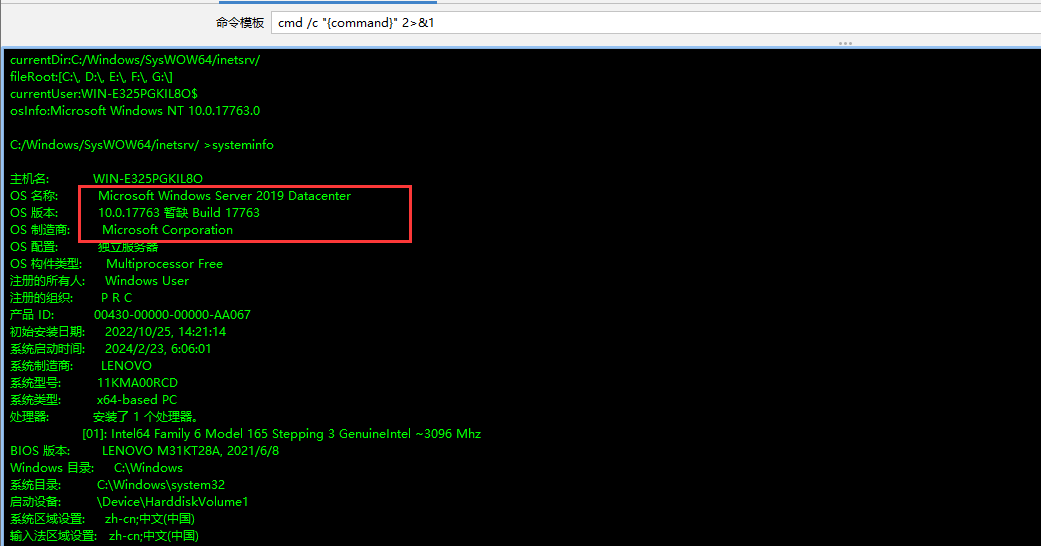 命令模板 cmd /c "{command}" 2>&1
currentDir:C:/Windows/SysWOW64/inetsrv/
fileRoot:[C:\, D:\, E:\, F:\, G:\]
currentUser:WIN-E325PGKIL8O$
osInfo:Microsoft Windows NT 10.0.17763.0
C:/Windows/SysWOW64/inetsrv/ >systeminfo
主机名: WIN-E325PGKIL8O
OS 名称: Microsoft Windows Server 2019 Datacenter
OS 版本: 10.0.17763 暂缺 Build 17763
OS 制造商: Microsoft Corporation
OS 配置: 独立服务器
OS 构件类型: Multiprocessor Free
注册的所有人: Windows User
注册的组织: P R C
产品 ID: 00430-00000-00000-AA067
初始安装日期: 2022/10/25, 14:21:14
系统启动时间: 2024/2/23, 6:06:01
系统制造商: LENOVO
系统型号: 11KMA00RCD
系统类型: x64-based PC
处理器: 安装了 1 个处理器。
[01]: Intel64 Family 6 Model 165 Stepping 3 GenuineIntel ~3096 Mhz
BIOS 版本: LENOVO M31KT28A, 2021/6/8
Windows 目录: C:\Windows
系统目录: C:\Windows\system32
启动设备: \Device\HarddiskVolume1
系统区域设置: zh-cn;中文(中国)
输入法区域设置: zh-cn;中文(中国)